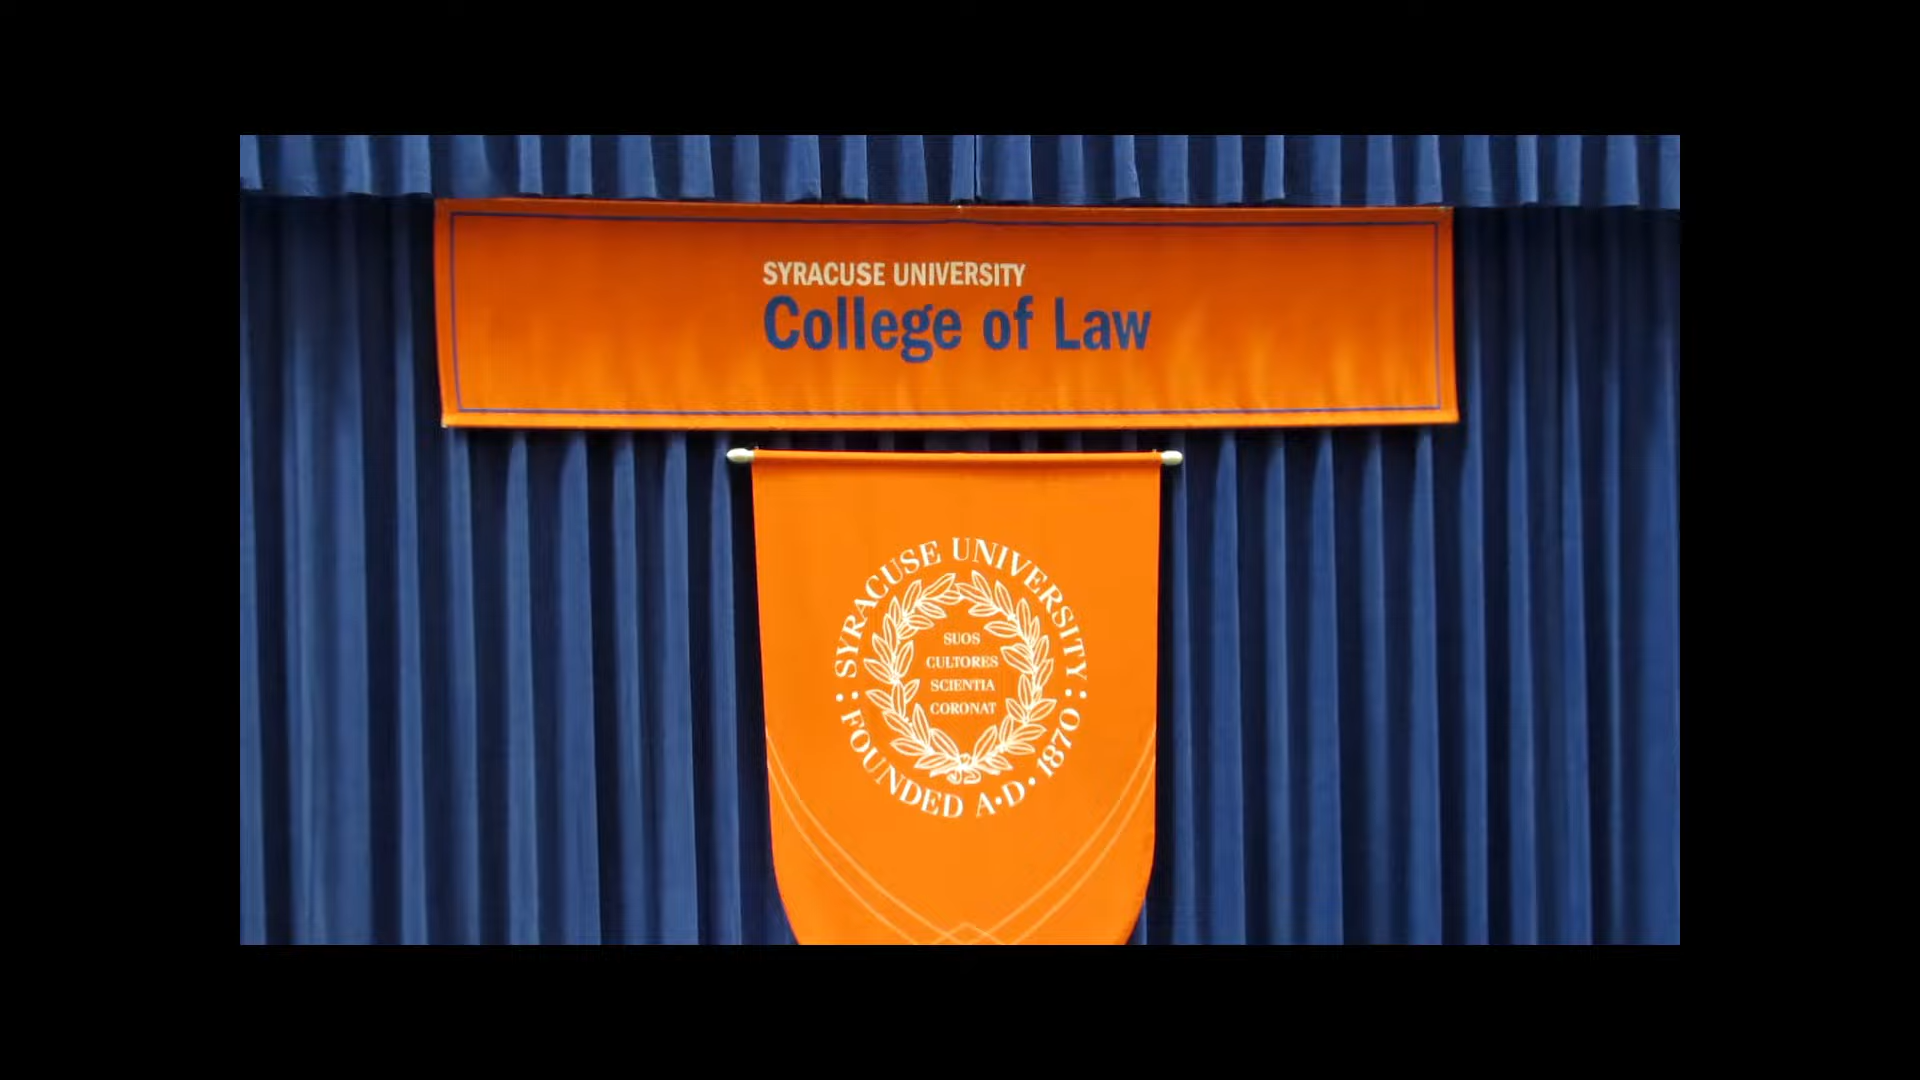 SYRACUSE UNIVERSITY
College of Law
SYRACUSE UNIVERSITY
SUOS
CULTORES
SCIENTIA
CORONAT
FOUNDED A•D•1870